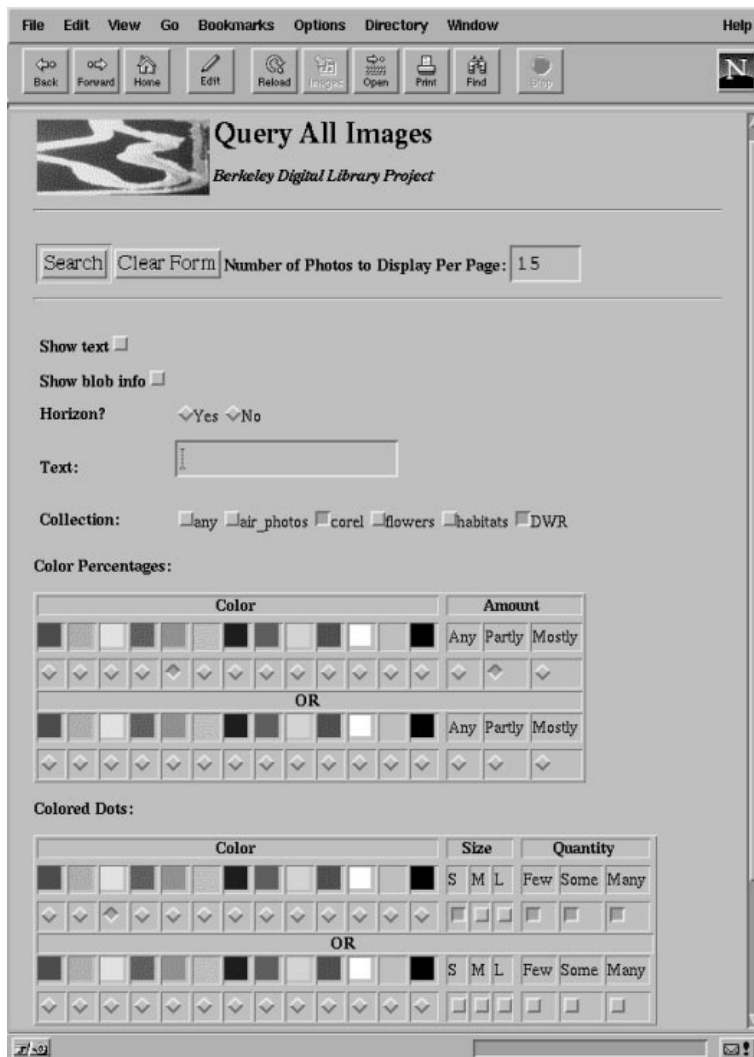 File Edit View Go Bookmarks Options Directory Window Help
Back Forward Home Edit Reload Images Open Print Find Stop
N
Query All Images
Berkeley Digital Library Project
Search Clear Form Number of Photos to Display Per Page: 15
Show text
Show blob info
Horizon? Yes No
Text:
Collection: any air_photos corel flowers habitats DWR
Color Percentages:
Color Amount
Any Partly Mostly
OR
Any Partly Mostly
Colored Dots:
Color Size Quantity
S M L Few Some Many
OR
S M L Few Some Many